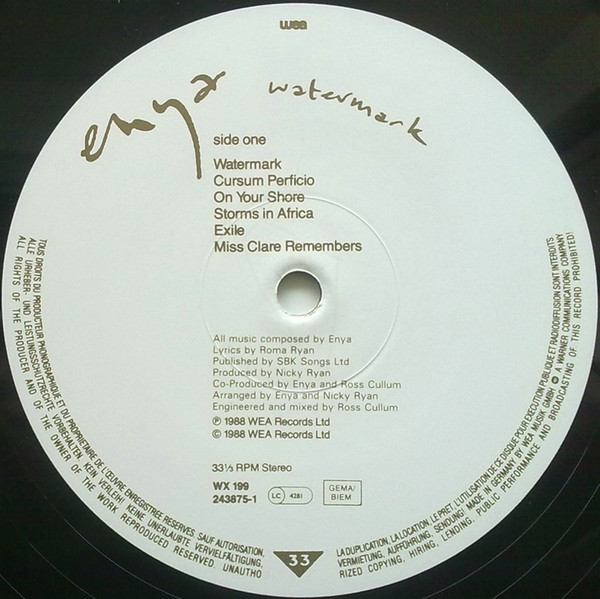 wea
enya watermark
side one
Watermark
Cursum Perficio
On Your Shore
Storms in Africa
Exile
Miss Clare Remembers
All music composed by Enya
Lyrics by Roma Ryan
Published by SBK Songs Ltd
Produced by Nicky Ryan
Co-Produced by Enya and Ross Cullum
Arranged by Enya and Nicky Ryan
Engineered and mixed by Ross Cullum
℗ 1988 WEA Records Ltd
© 1988 WEA Records Ltd
33⅓ RPM Stereo
WX 199
243875-1
LC 4281
GEMA/
BIEM
33
TOUS DROITS DU PRODUCTEUR PHONOGRAPHIQUE ET DU PROPRIETAIRE DE L'ŒUVRE ENREGISTREE RESERVES. SAUF AUTORISATION, LA DUPLICATION, LA LOCATION, LE PRET, L'UTILISATION DE CE DISQUE POUR EXECUTION PUBLIQUE ET RADIODIFFUSION SONT INTERDITS
ALLE URHEBER- UND LEISTUNGSSCHUTZRECHTE VORBEHALTEN. KEIN VERLEIH! KEINE UNERLAUBTE VERVIELFÄLTIGUNG, VERMIETUNG, AUFFÜHRUNG, SENDUNG! MADE IN GERMANY BY WEA MUSIK GMBH A WARNER COMMUNICATIONS COMPANY
ALL RIGHTS OF THE PRODUCER AND OF THE OWNER OF THE WORK REPRODUCED RESERVED. UNAUTHORIZED COPYING, HIRING, LENDING, PUBLIC PERFORMANCE AND BROADCASTING OF THIS RECORD PROHIBITED!